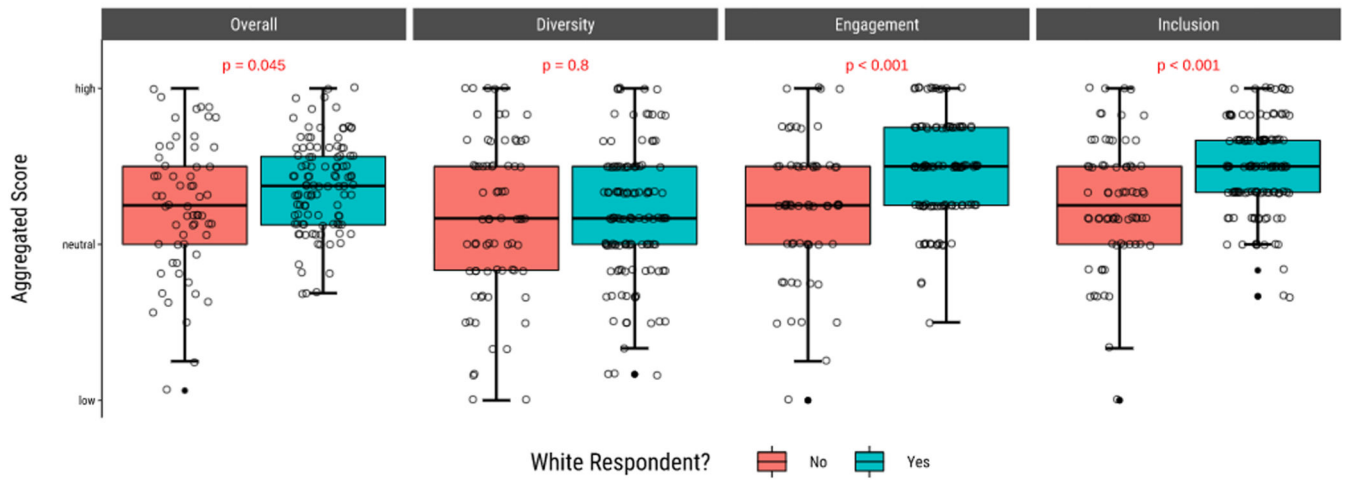 Overall Diversity Engagement Inclusion
p = 0.045 p = 0.8 p < 0.001 p < 0.001
high
neutral
low
Aggregated Score
White Respondent? No Yes